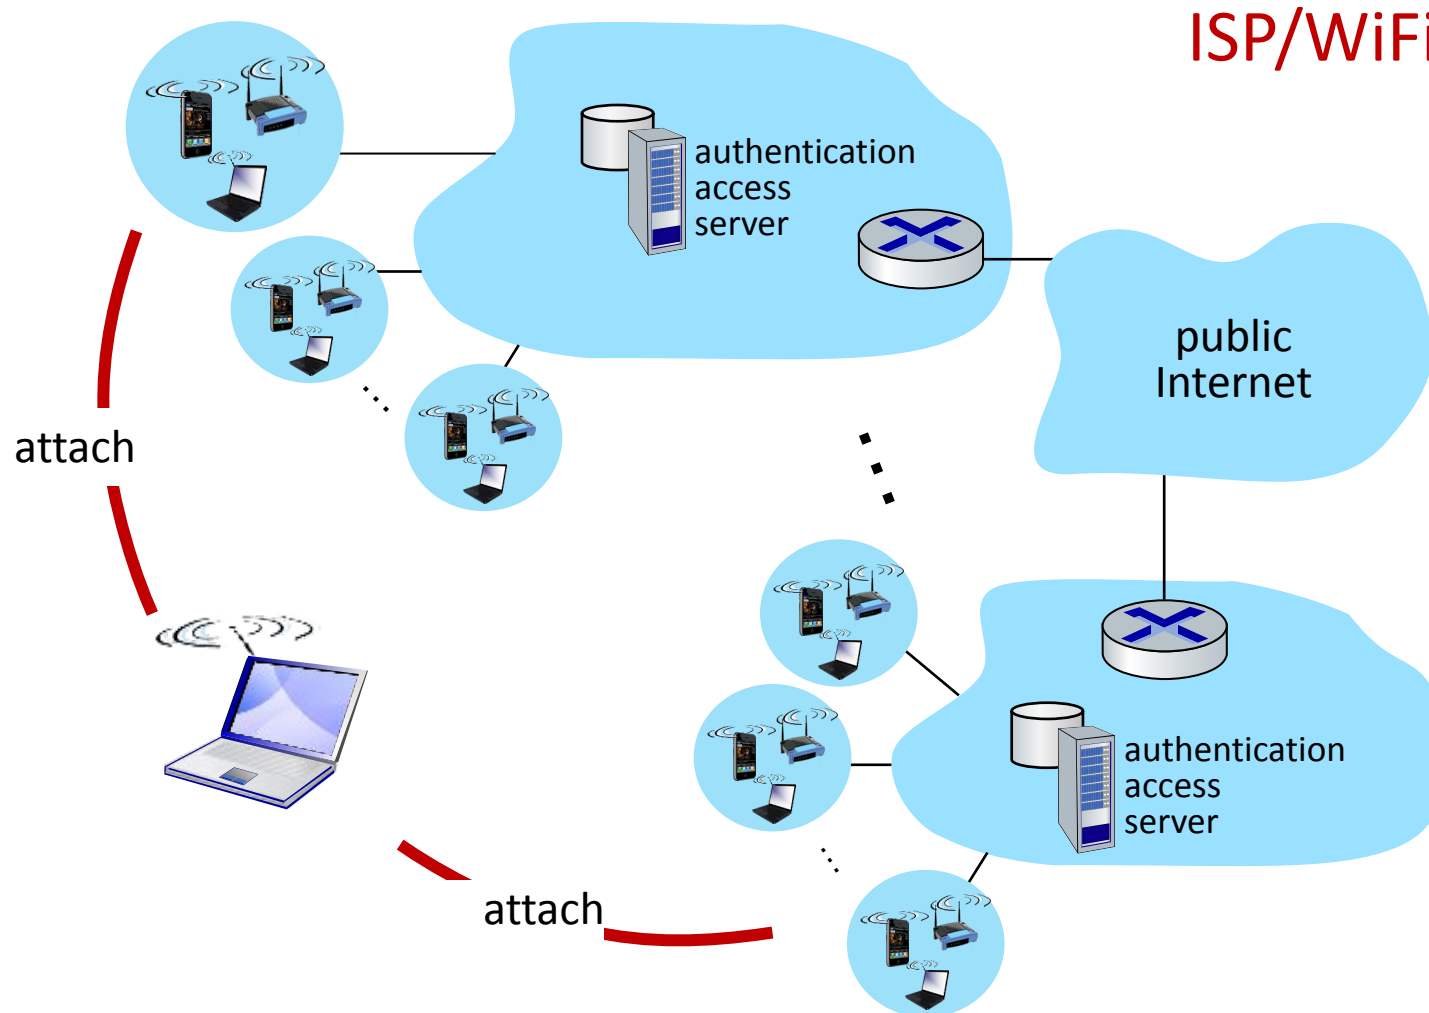 ISP/WiFi
authentication
access
server
public
Internet
attach
authentication
access
server
attach